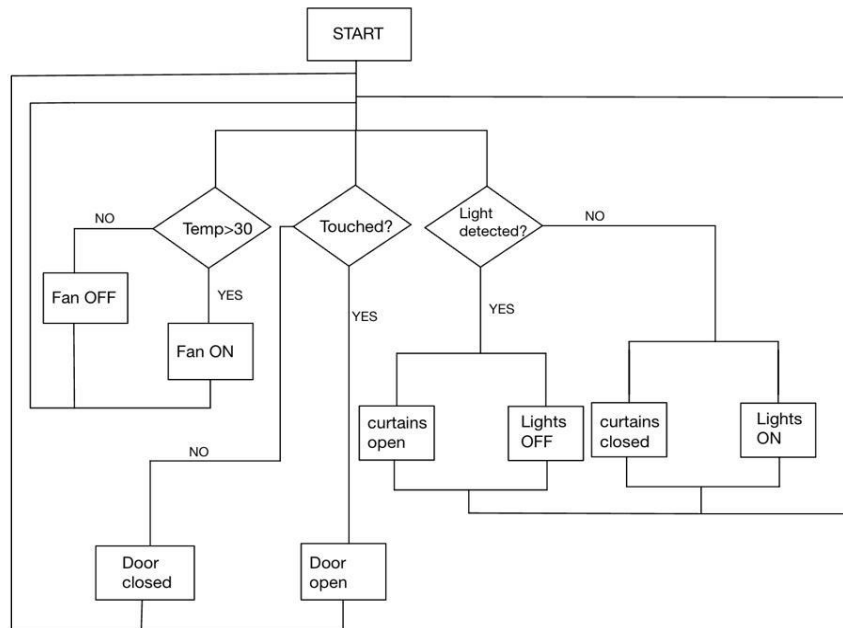 START
NO
Temp>30
Touched?
Light
detected?
NO
Fan OFF
YES
YES
YES
Fan ON
curtains
open
Lights
OFF
curtains
closed
Lights
ON
NO
Door
closed
Door
open